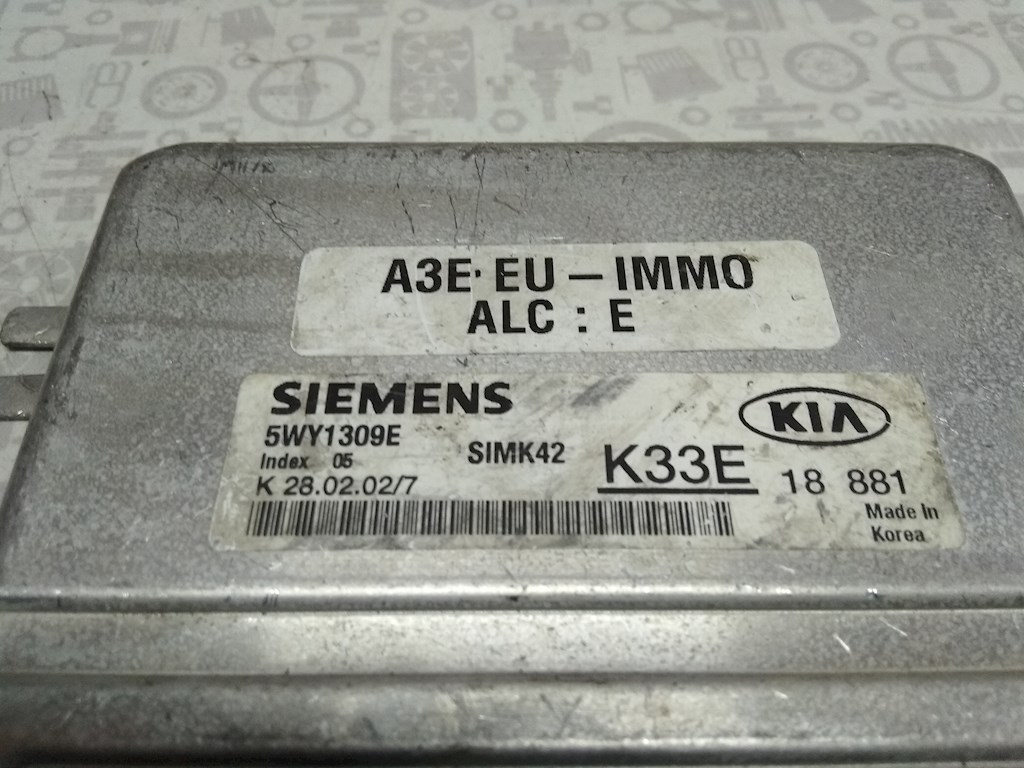 A3E·EU – IMMO
ALC : E
SIEMENS
5WY1309E
KIA
Index 05
SIMK42
K33E
K 28.02.02/7
18 881
Made In
Korea